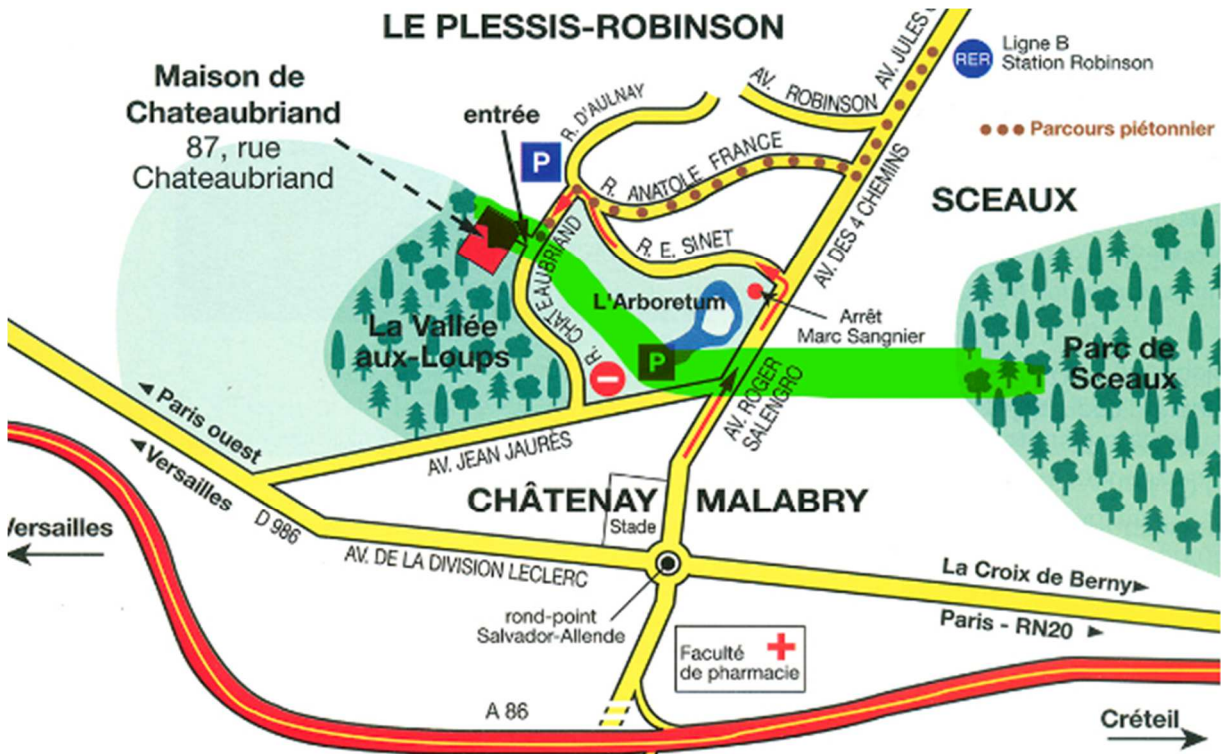 LE PLESSIS-ROBINSON
RER
Ligne B
Station Robinson
Parcours piétonnier
Maison de
Chateaubriand
87, rue
Chateaubriand
entrée
P
R. D'AULNAY
AV. ROBINSON
AV. JULES
R. ANATOLE FRANCE
AV. DES 4 CHEMINS
SCEAUX
R. E. SINET
R. CHATEAUBRIAND
L'Arboretum
Arrêt
Marc Sangnier
La Vallée
aux-Loups
P
Parc de
Sceaux
AV. ROGER
SALENGRO
AV. JEAN JAURÈS
Paris ouest
Versailles
D 986
CHÂTENAY MALABRY
Stade
Versailles
AV. DE LA DIVISION LECLERC
La Croix de Berny
Paris - RN20
rond-point
Salvador-Allende
Faculté
de pharmacie
A 86
Créteil